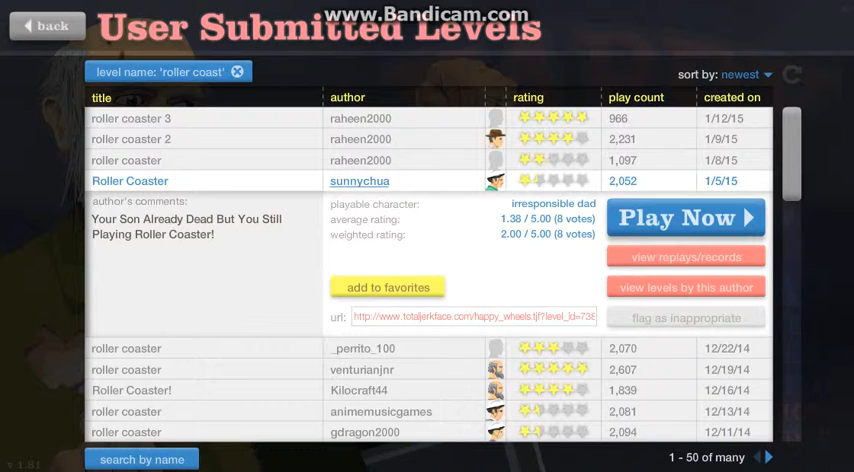 www.Bandicam.com
back
User Submitted Levels
level name: 'roller coast'
sort by: newest
title author rating play count created on
roller coaster 3 raheen2000 966 1/12/15
roller coaster 2 raheen2000 2,231 1/9/15
roller coaster raheen2000 1,097 1/8/15
Roller Coaster sunnychua 2,052 1/5/15
author's comments:
Your Son Already Dead But You Still
Playing Roller Coaster!
playable character: irresponsible dad
average rating: 1.38 / 5.00 (8 votes)
weighted rating: 2.00 / 5.00 (8 votes)
add to favorites
url: http://www.totaljerkface.com/happy_wheels.tjf?level_id=735
Play Now
view replays/records
view levels by this author
flag as inappropriate
roller coaster _perrito_100 2,070 12/22/14
roller coaster venturianjnr 2,607 12/19/14
Roller Coaster! Kilocraft44 1,839 12/16/14
roller coaster animemusicgames 2,081 12/13/14
roller coaster gdragon2000 2,094 12/11/14
search by name
1 - 50 of many
v 1.81